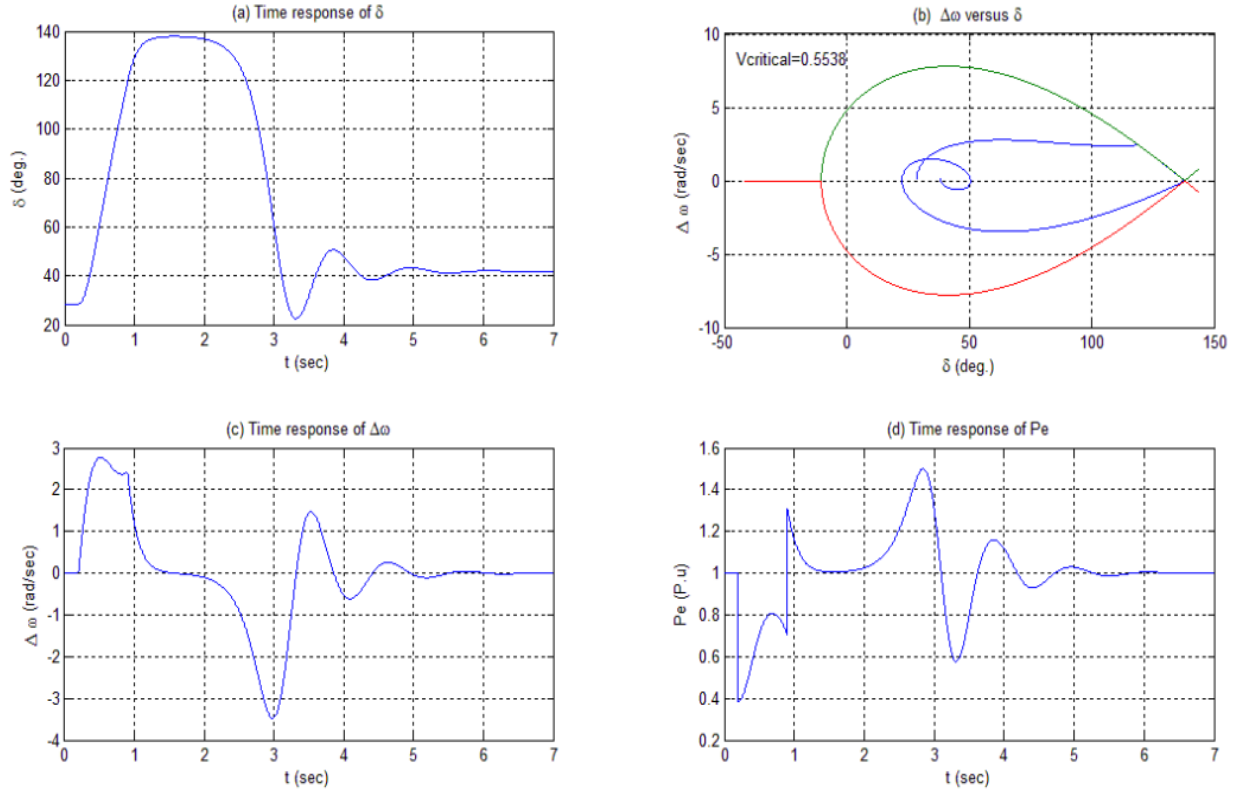 (a) Time response of δ
140
120
100
80
60
40
20
0 1 2 3 4 5 6 7
δ (deg.)
t (sec)
(b) Δω versus δ
Vcritical=0.5538
10
5
0
-5
-10
-50 0 50 100 150
Δ ω (rad/sec)
δ (deg.)
(c) Time response of Δω
3
2
1
0
-1
-2
-3
-4
0 1 2 3 4 5 6 7
Δ ω (rad/sec)
t (sec)
(d) Time response of Pe
1.6
1.4
1.2
1
0.8
0.6
0.4
0.2
0 1 2 3 4 5 6 7
Pe (P.u)
t (sec)